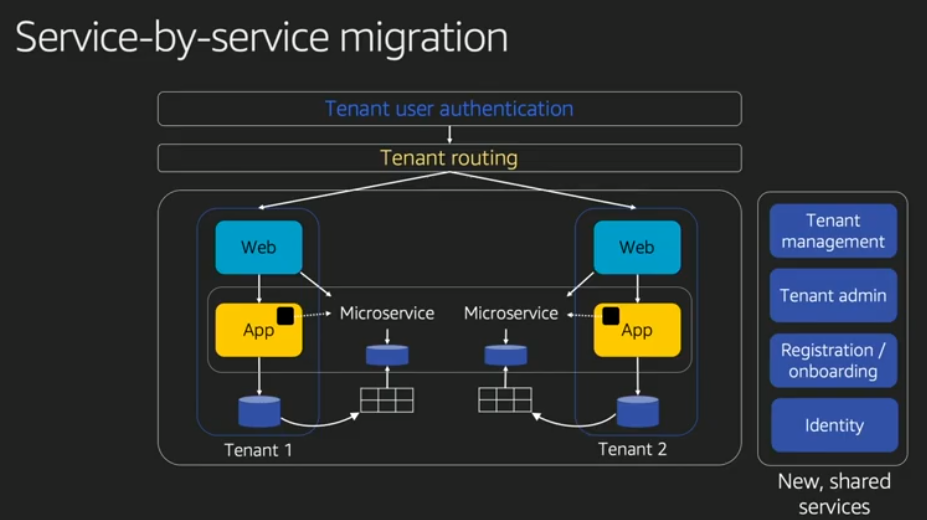 Service-by-service migration
Tenant user authentication
Tenant routing
Web
Web
App
Microservice
Microservice
App
Tenant 1
Tenant 2
Tenant
management
Tenant admin
Registration /
onboarding
Identity
New, shared
services